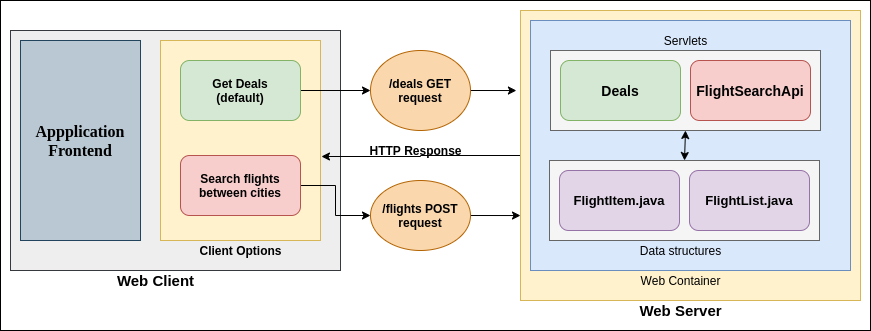 Appplication
Frontend
Get Deals
(default)
Search flights
between cities
Client Options
Web Client
/deals GET
request
HTTP Response
/flights POST
request
Servlets
Deals
FlightSearchApi
FlightItem.java
FlightList.java
Data structures
Web Container
Web Server